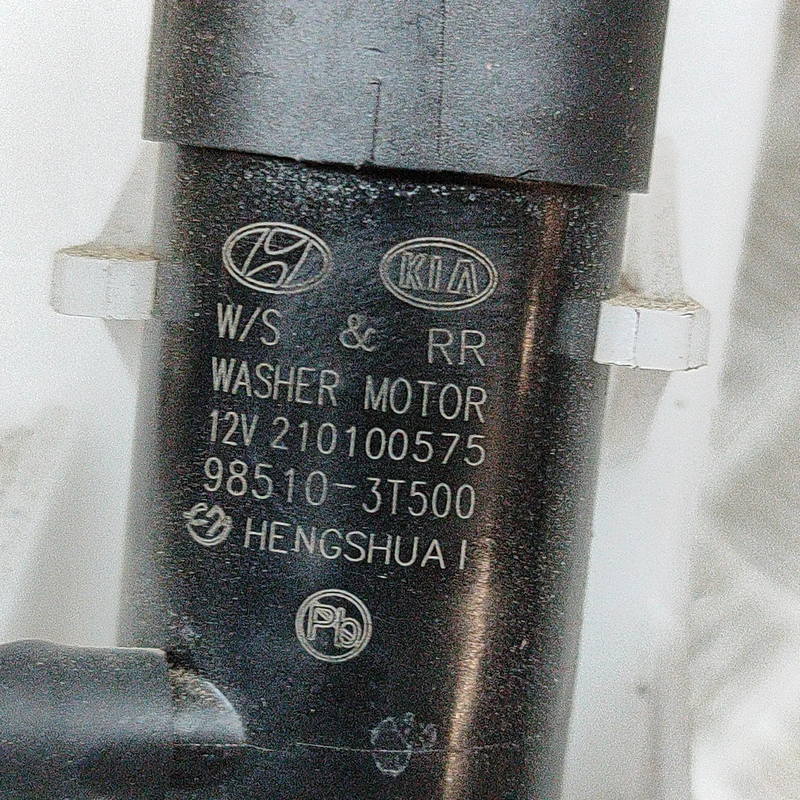 KIA
W/S & RR
WASHER MOTOR
12V 210100575
98510-3T500
HENGSHUAI
Pb